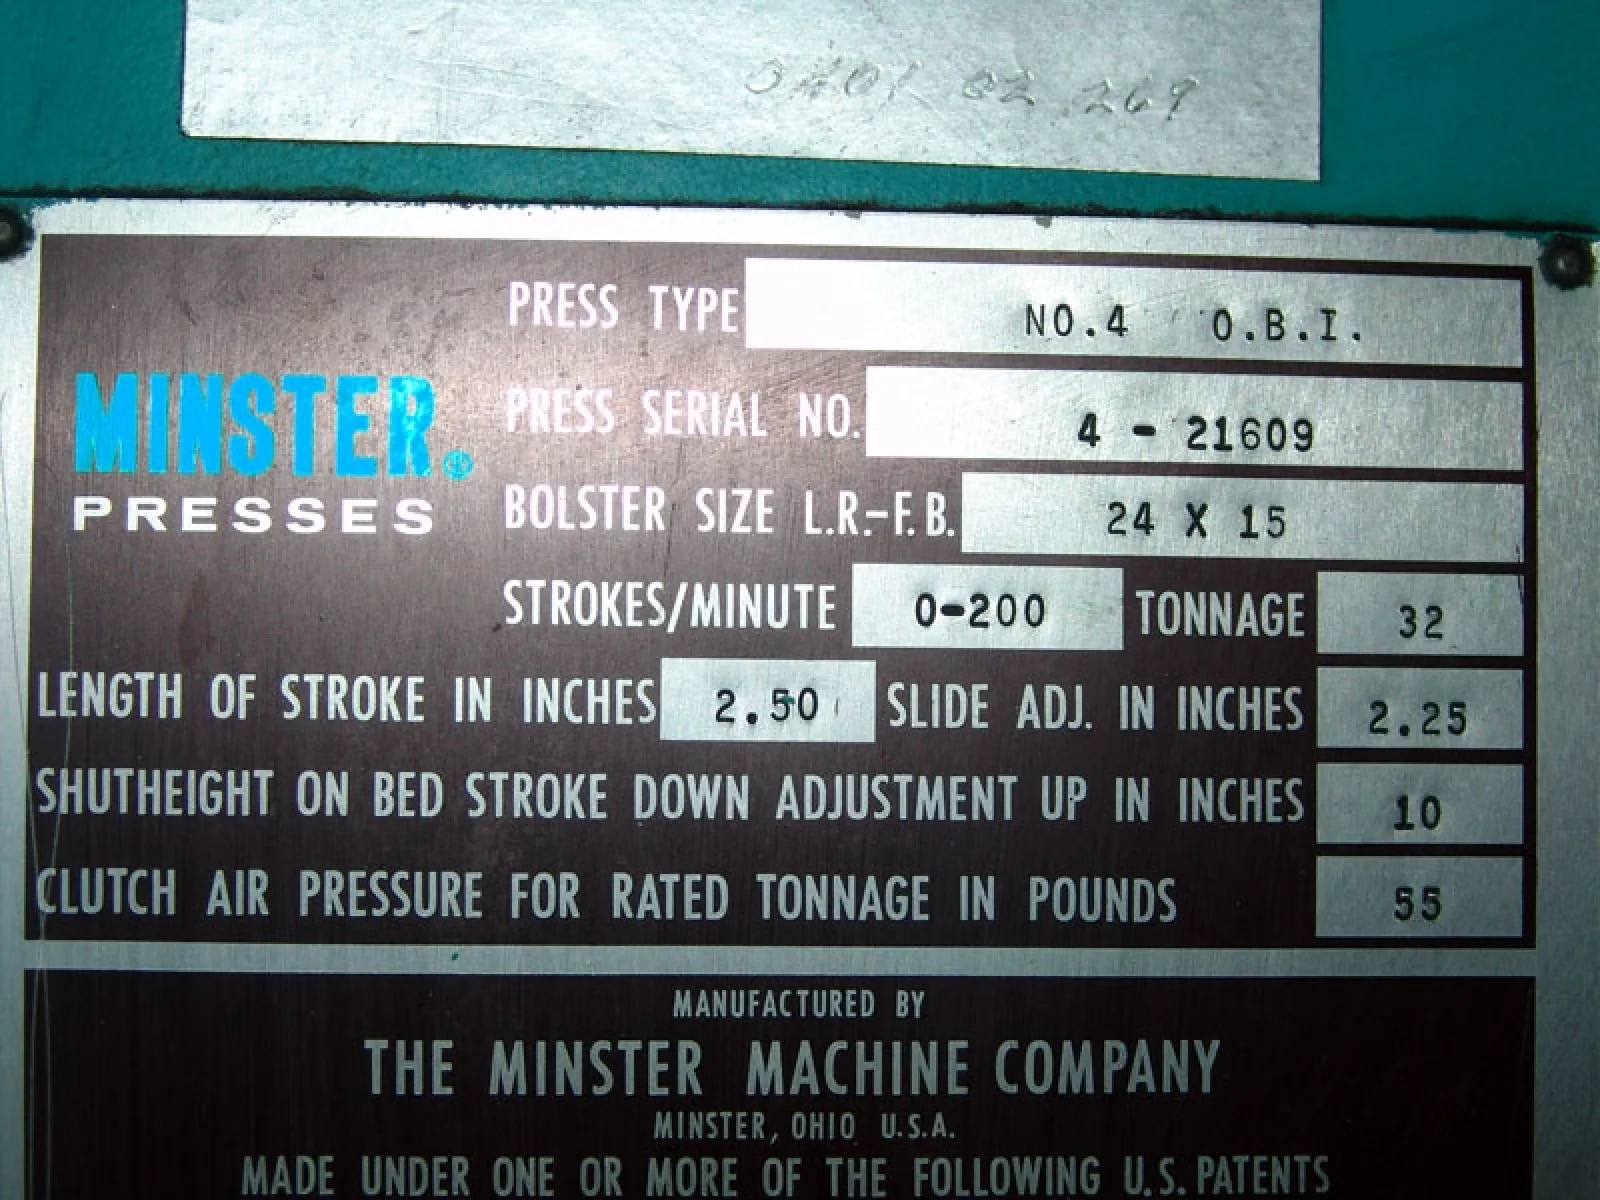 02 269
PRESS TYPE NO.4 O.B.I.
MINSTER®
PRESSES
PRESS SERIAL NO. 4 - 21609
BOLSTER SIZE L.R.-F.B. 24 X 15
STROKES/MINUTE 0-200 TONNAGE 32
LENGTH OF STROKE IN INCHES 2.50 SLIDE ADJ. IN INCHES 2.25
SHUTHEIGHT ON BED STROKE DOWN ADJUSTMENT UP IN INCHES 10
CLUTCH AIR PRESSURE FOR RATED TONNAGE IN POUNDS 55
MANUFACTURED BY
THE MINSTER MACHINE COMPANY
MINSTER, OHIO U.S.A.
MADE UNDER ONE OR MORE OF THE FOLLOWING U.S. PATENTS